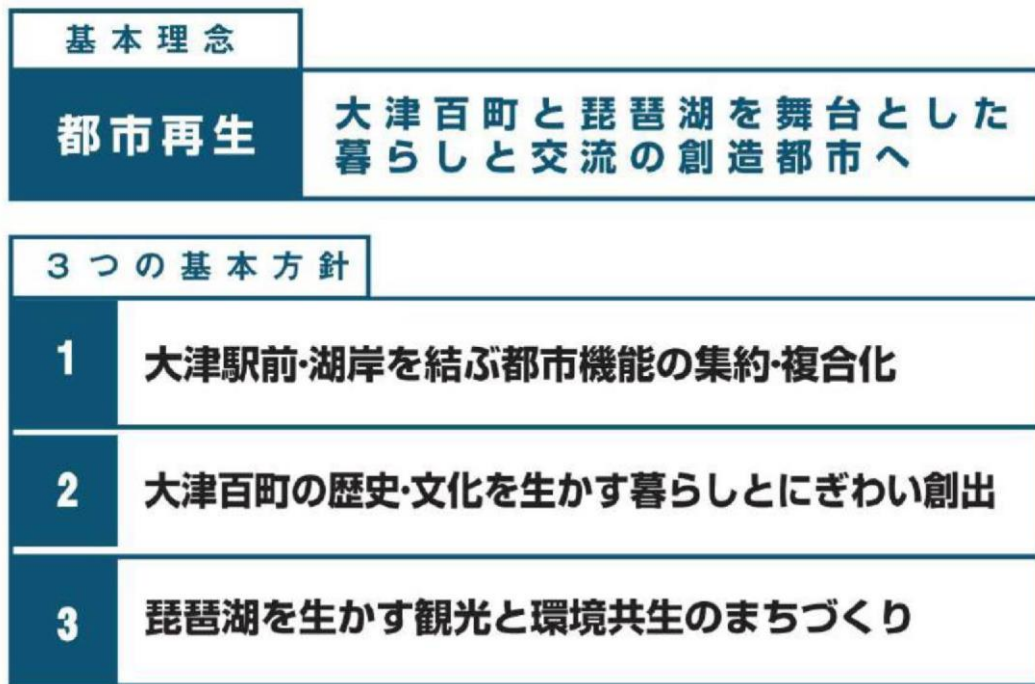 基本理念
都市再生
大津百町と琵琶湖を舞台とした
暮らしと交流の創造都市へ
3つの基本方針
1
大津駅前・湖岸を結ぶ都市機能の集約・複合化
2
大津百町の歴史・文化を生かす暮らしとにぎわい創出
3
琵琶湖を生かす観光と環境共生のまちづくり